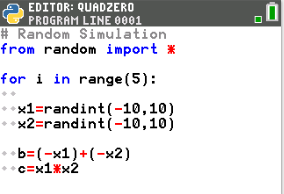 EDITOR: QUADZERO
PROGRAM LINE 0001
# Random Simulation
from random import *
for i in range(5):
x1=randint(-10,10)
x2=randint(-10,10)
b=(-x1)+(-x2)
c=x1*x2